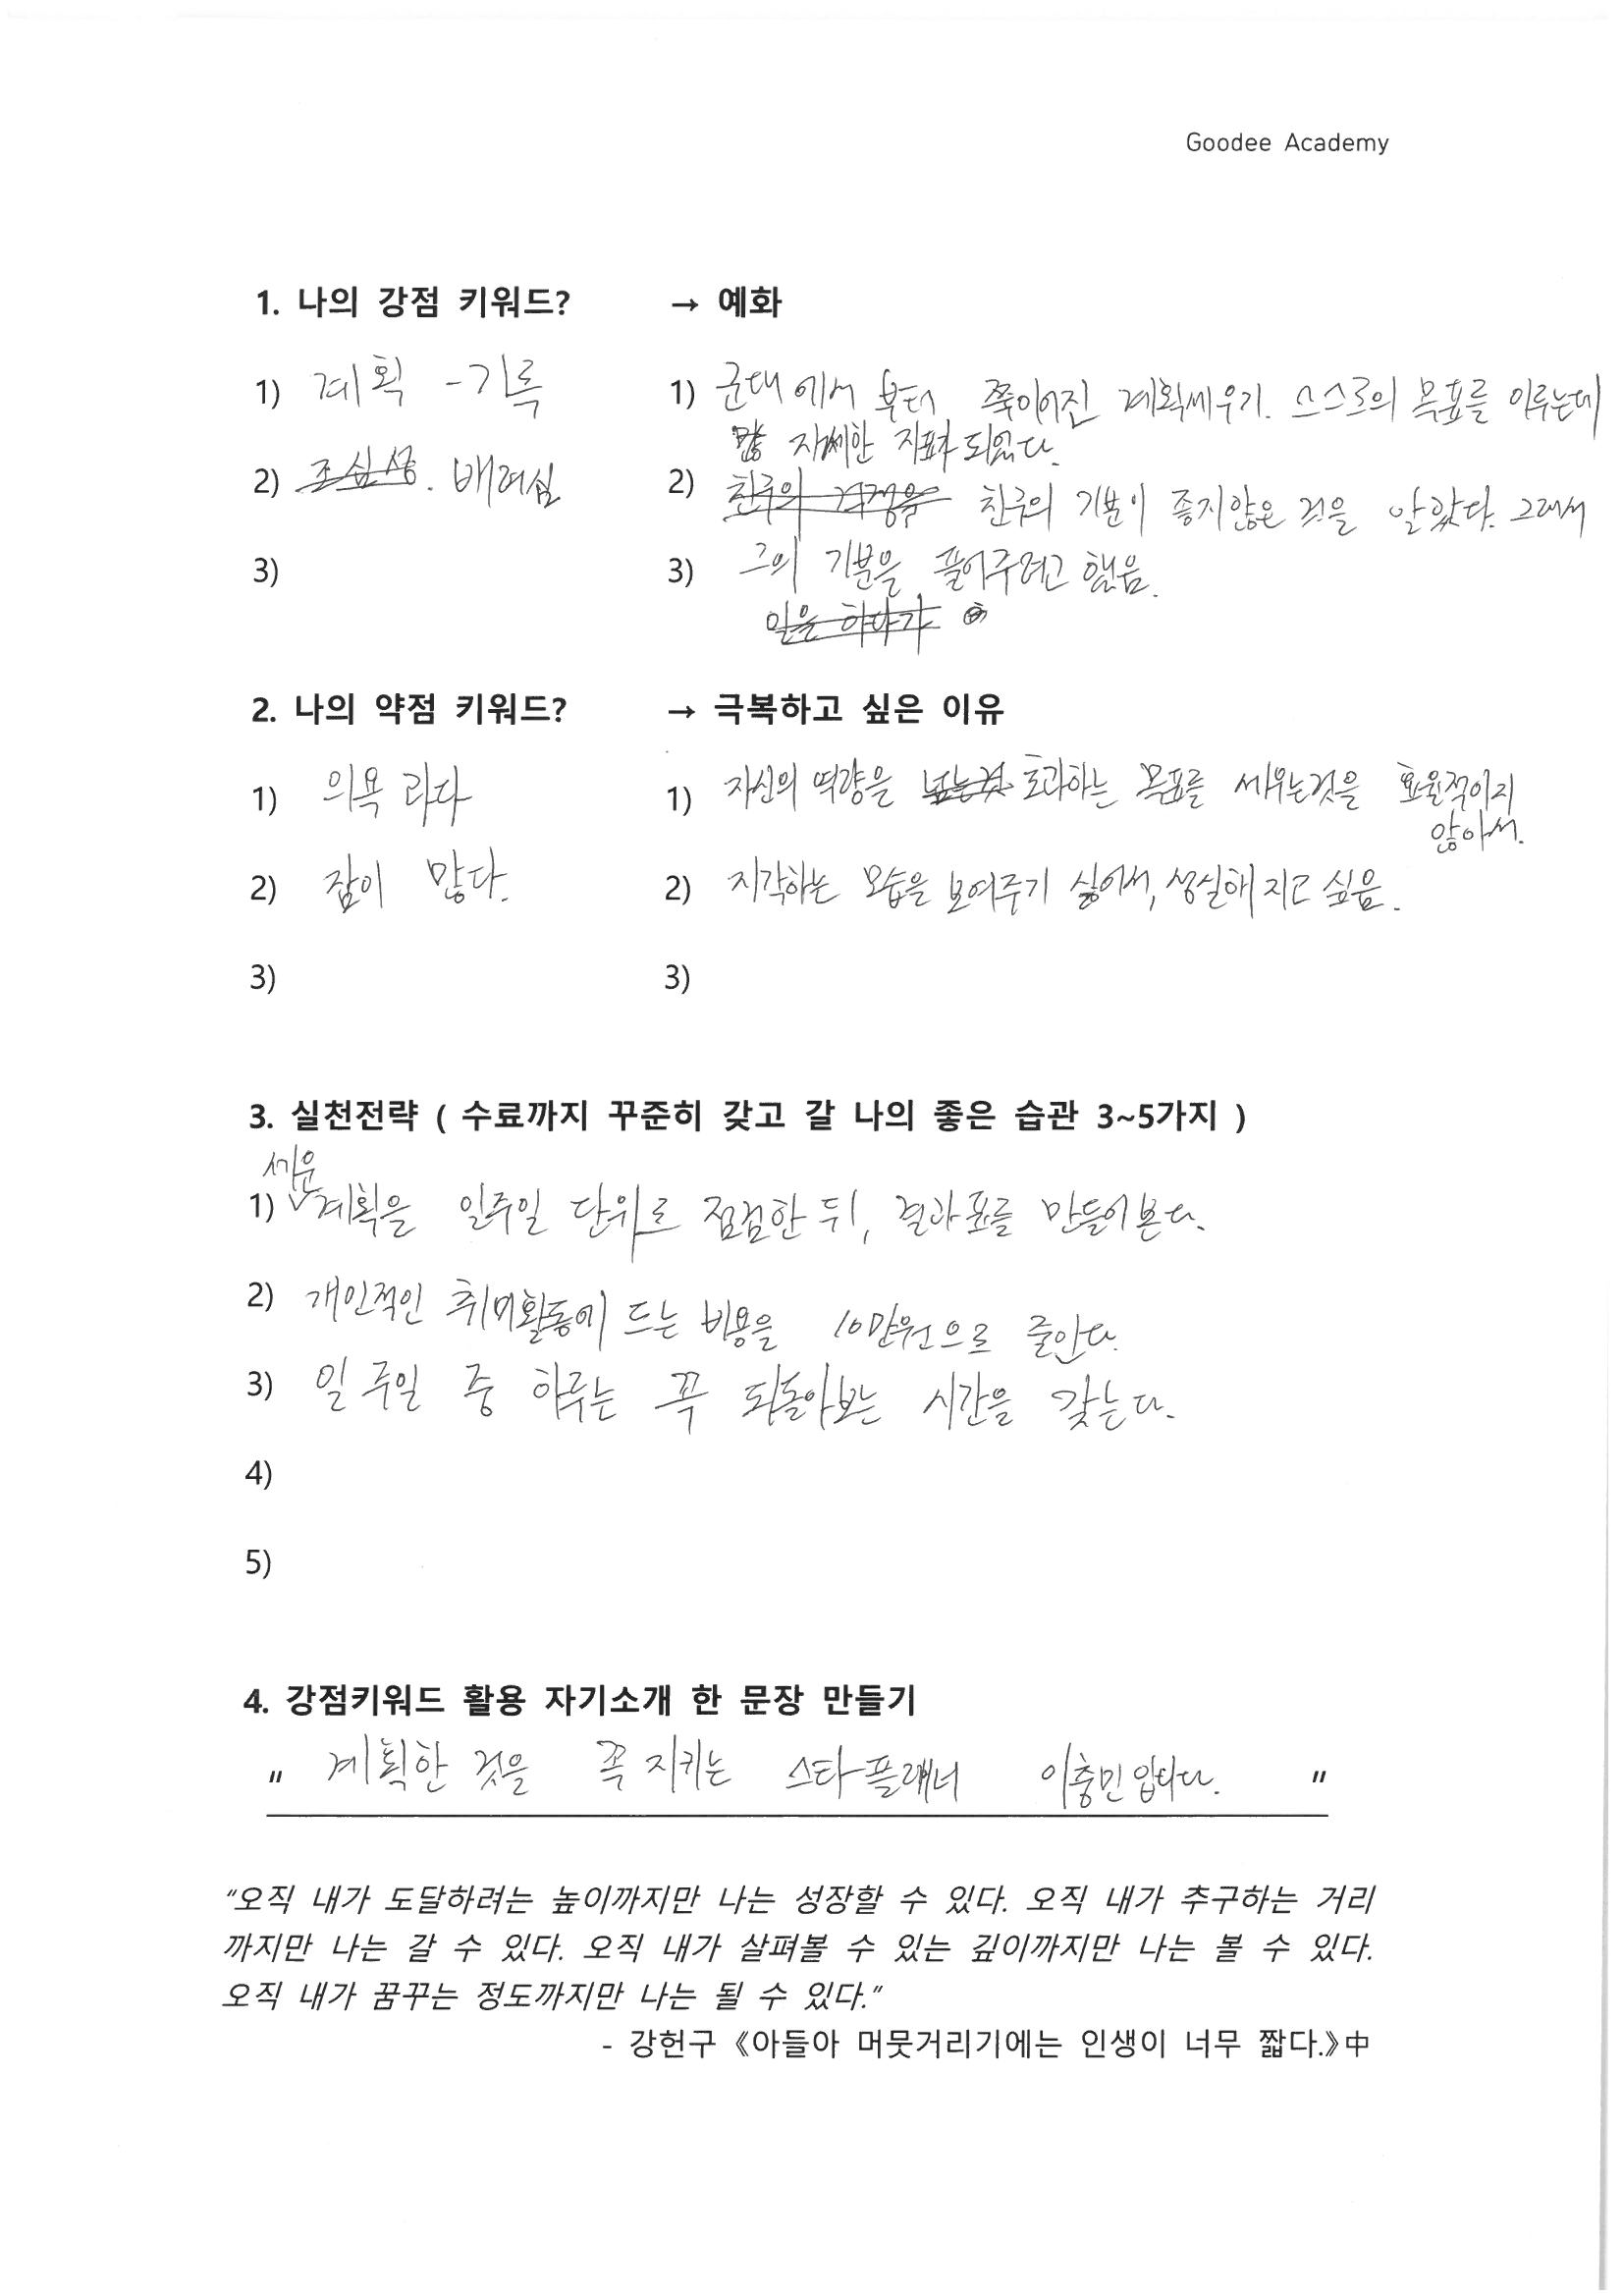 Goodee Academy
1. 나의 강점 키워드? → 예화
1) 계획 - 기록 1) 군대에서 부터 쭉이어진 계획세우기. 스스로의 목표를 이루는데
자세한 지표가 되었다.
2) 조심성. 배려심 2) 친구의 걱정을 친구의 기분이 좋지않은 것을 알았다. 그래서
3) 3) 그의 기분을 풀어주려고 했음.
일을 하다가
2. 나의 약점 키워드? → 극복하고 싶은 이유
1) 의욕 과다 1) 자신의 역량을 넘는것 초과하는 목표를 세우는것을 효율적이지
않아서.
2) 잠이 많다. 2) 지각하는 모습을 보여주기 싫어서, 성실해지고 싶음.
3) 3)
3. 실천전략 ( 수료까지 꾸준히 갖고 갈 나의 좋은 습관 3~5가지 )
세운
1) 계획을 일주일 단위로 점검한 뒤, 결과표를 만들어본다.
2) 개인적인 취미활동에 드는 비용을 10만원으로 줄인다.
3) 일주일 중 하루는 꼭 되돌아보는 시간을 갖는다.
4)
5)
4. 강점키워드 활용 자기소개 한 문장 만들기
" 계획한 것을 꼭 지키는 스타플래너 이충민입니다. "
“오직 내가 도달하려는 높이까지만 나는 성장할 수 있다. 오직 내가 추구하는 거리
까지만 나는 갈 수 있다. 오직 내가 살펴볼 수 있는 깊이까지만 나는 볼 수 있다.
오직 내가 꿈꾸는 정도까지만 나는 될 수 있다.”
- 강헌구 《아들아 머뭇거리기에는 인생이 너무 짧다.》中